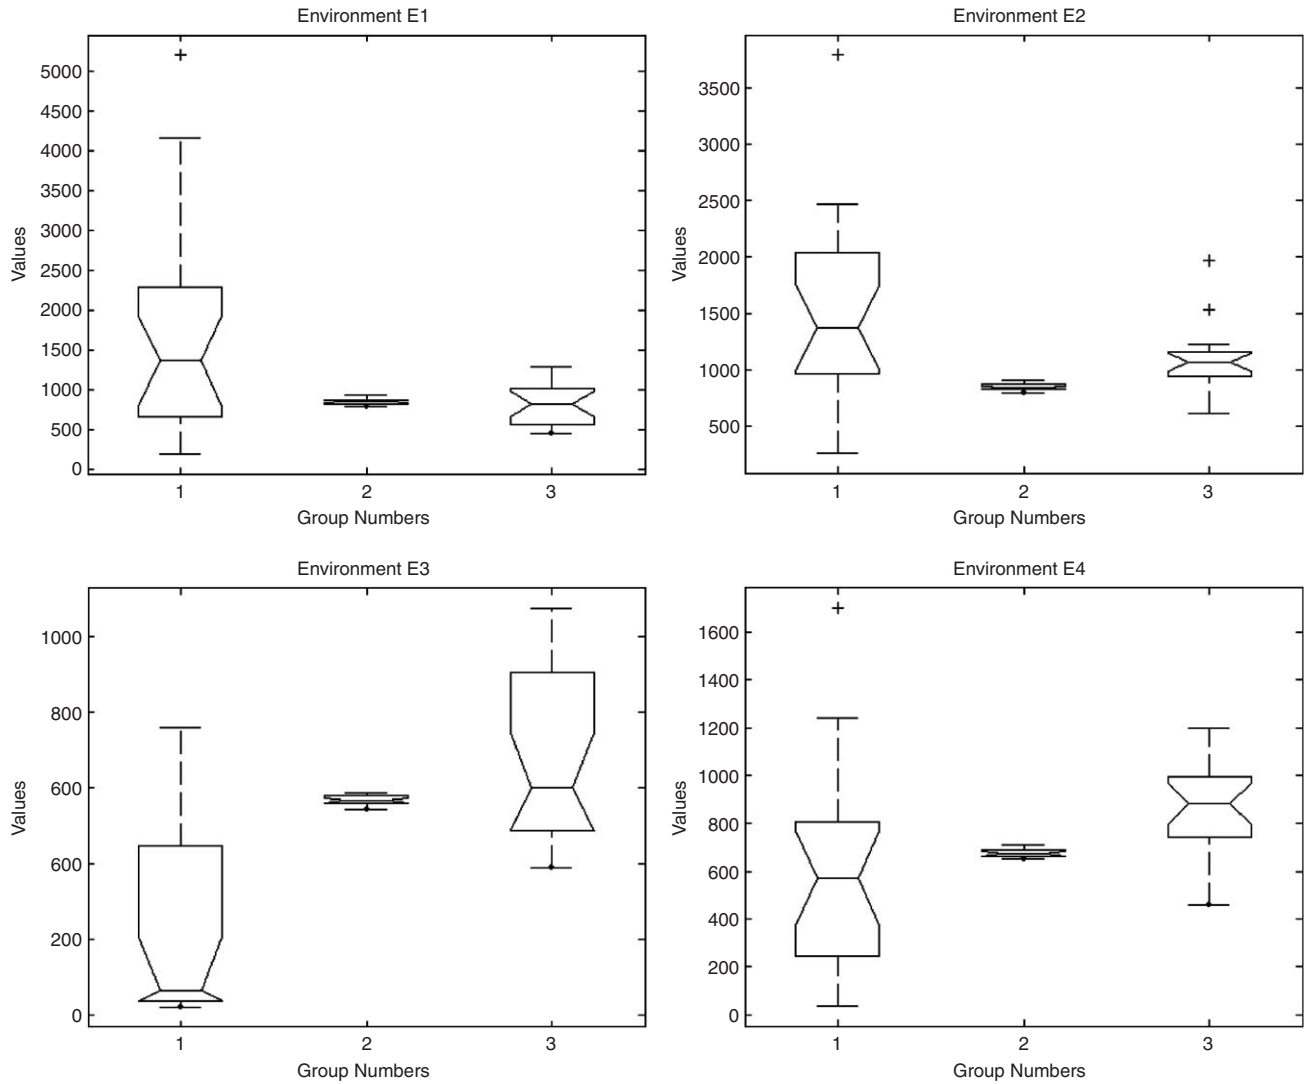 Environment E1
5000
4500
4000
3500
3000
2500
2000
1500
1000
500
0
Values
1 2 3
Group Numbers
Environment E2
3500
3000
2500
2000
1500
1000
500
Values
1 2 3
Group Numbers
Environment E3
1000
800
600
600
200
0
Values
1 2 3
Group Numbers
Environment E4
1600
1400
1200
1000
800
600
400
200
0
Values
1 2 3
Group Numbers